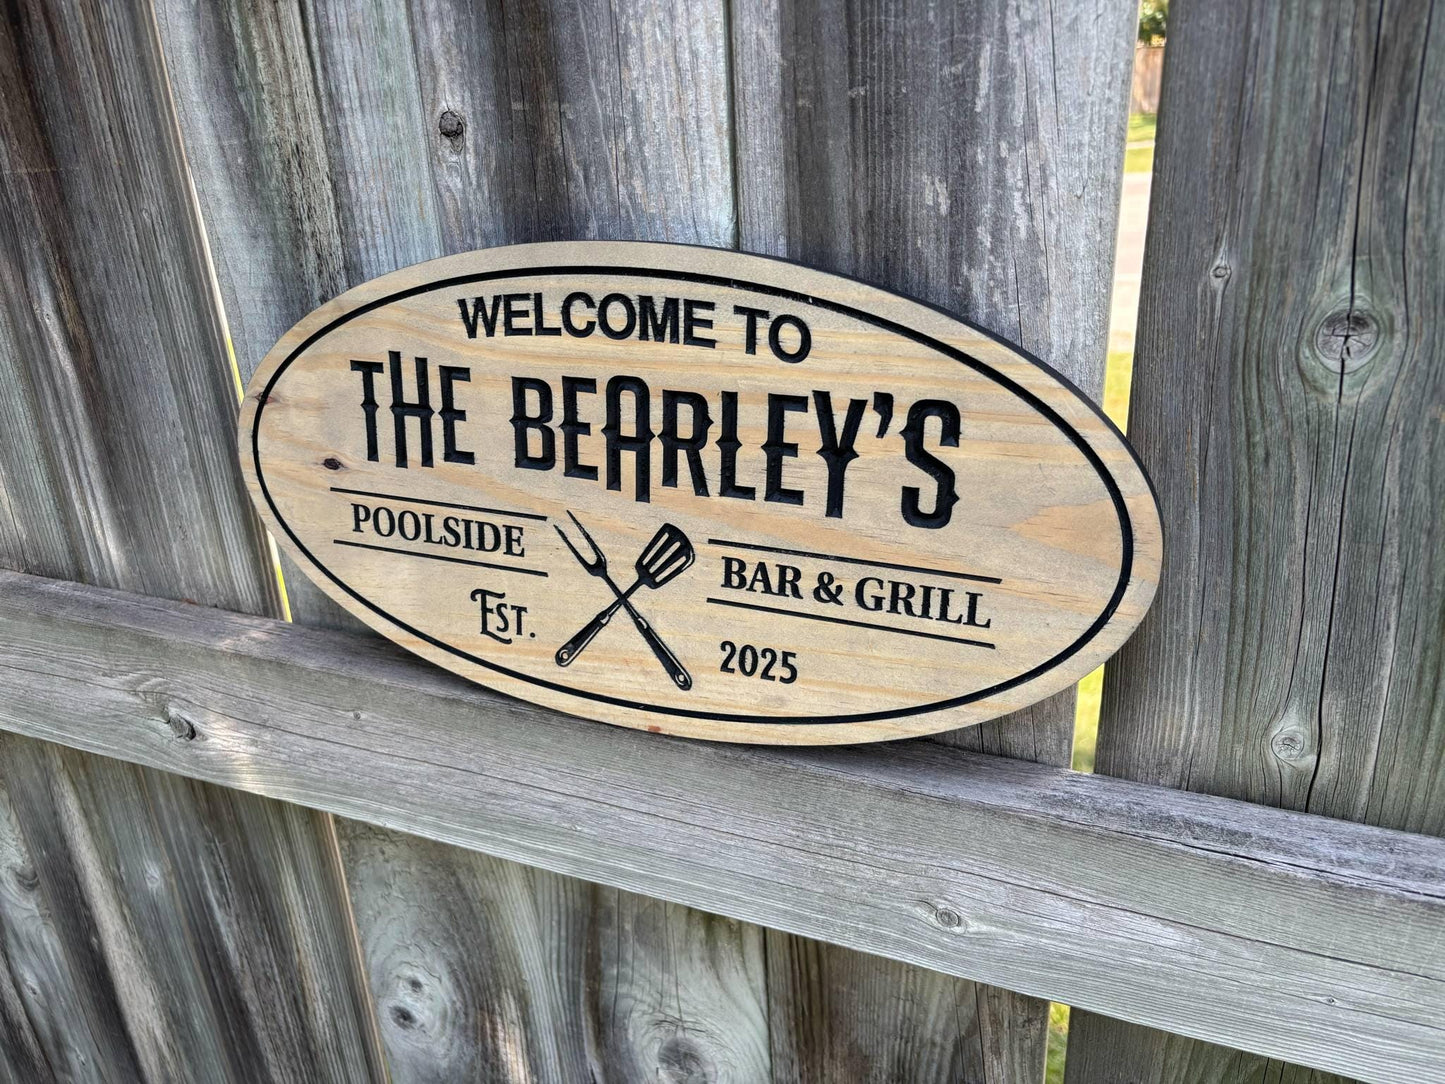 WELCOME TO
THE BEARLEY'S
POOLSIDE BAR & GRILL
EST. 2025